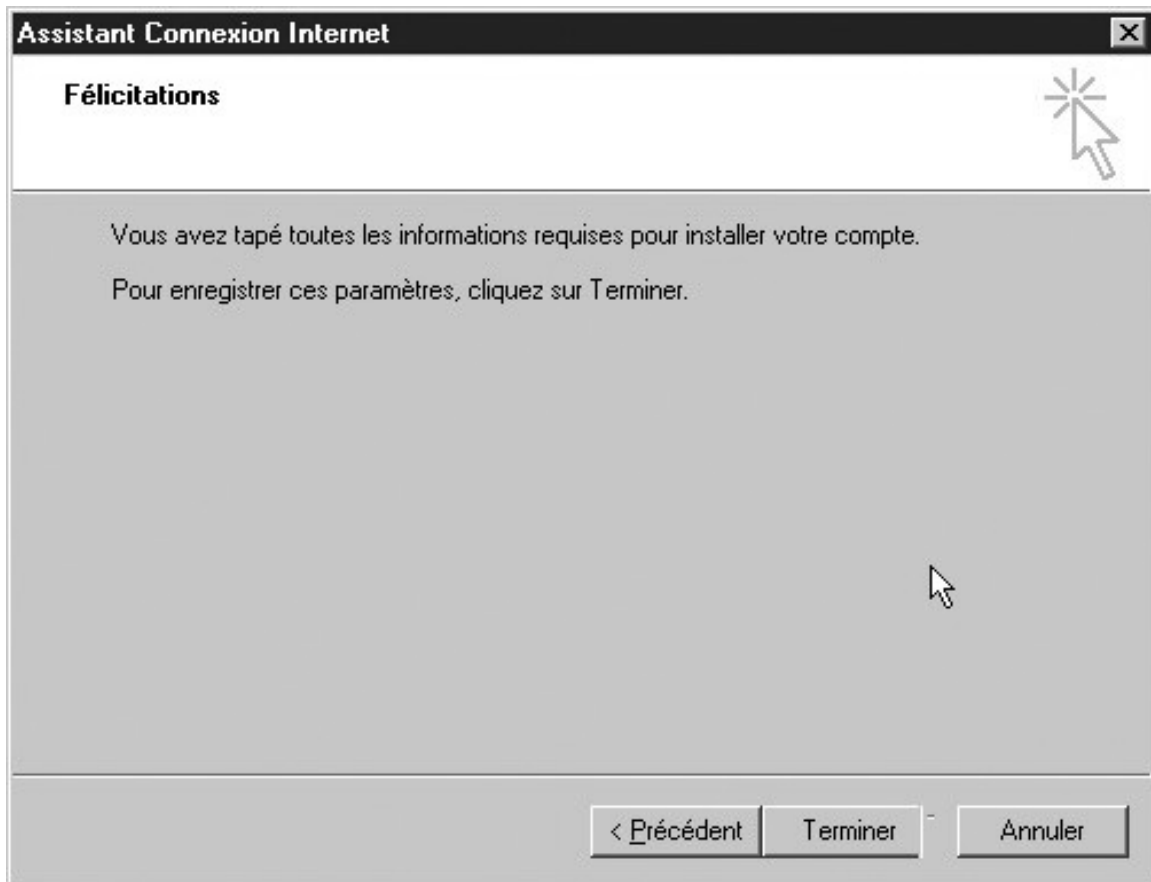 Assistant Connexion Internet
Félicitations
Vous avez tapé toutes les informations requises pour installer votre compte.
Pour enregistrer ces paramètres, cliquez sur Terminer.
< Précédent Terminer Annuler